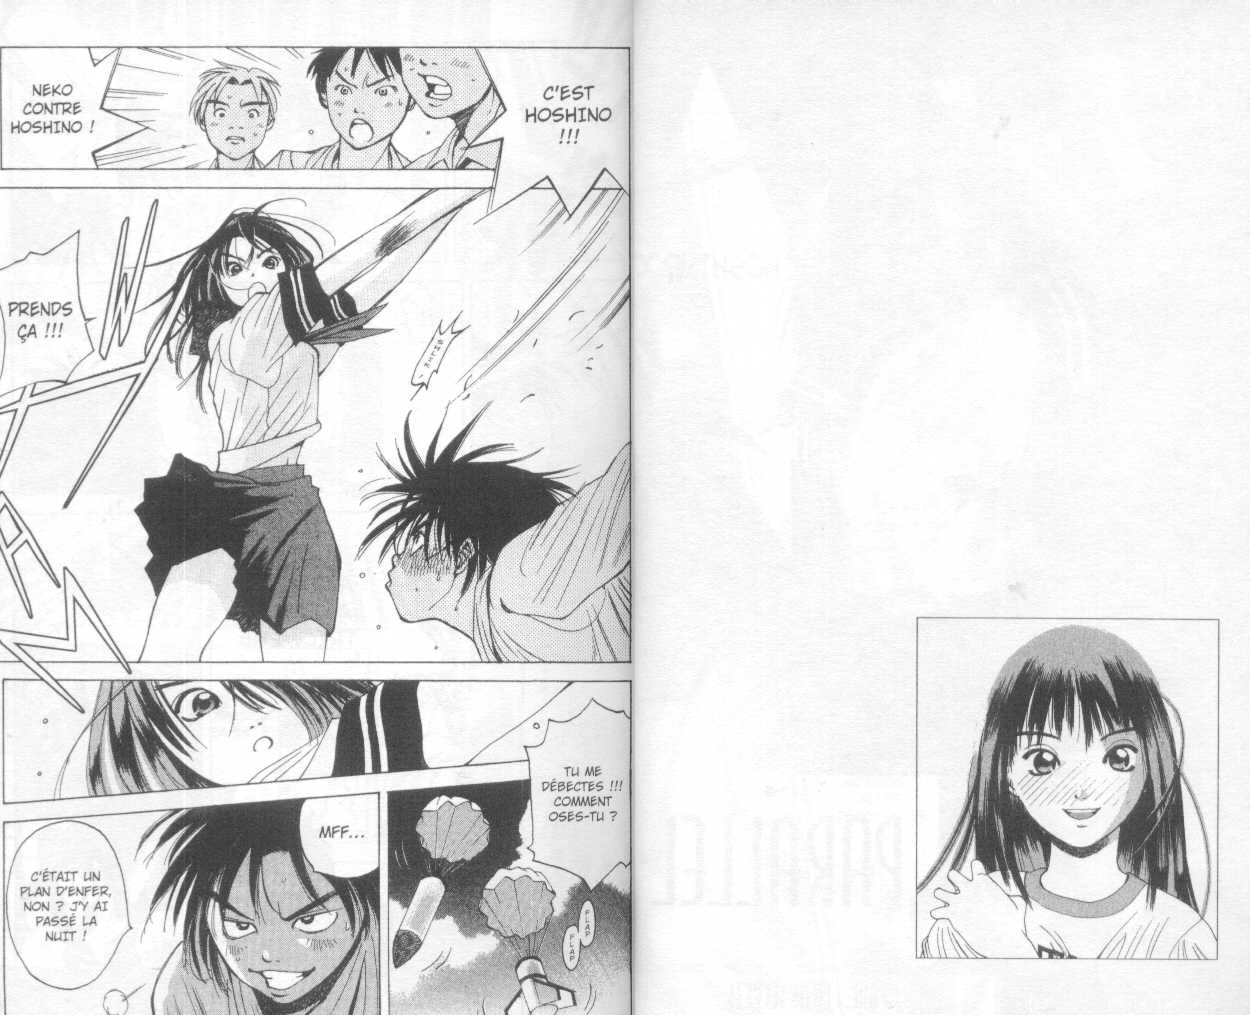 NEKO
CONTRE
HOSHINO !
C'EST
HOSHINO
!!!
PRENDS
ÇA !!!
TU ME
DÉBECTES !!!
COMMENT
OSES-TU ?
MFF...
C'ÉTAIT UN
PLAN D'ENFER,
NON ? J'Y AI
PASSÉ LA
NUIT !
FLAP
FLAP